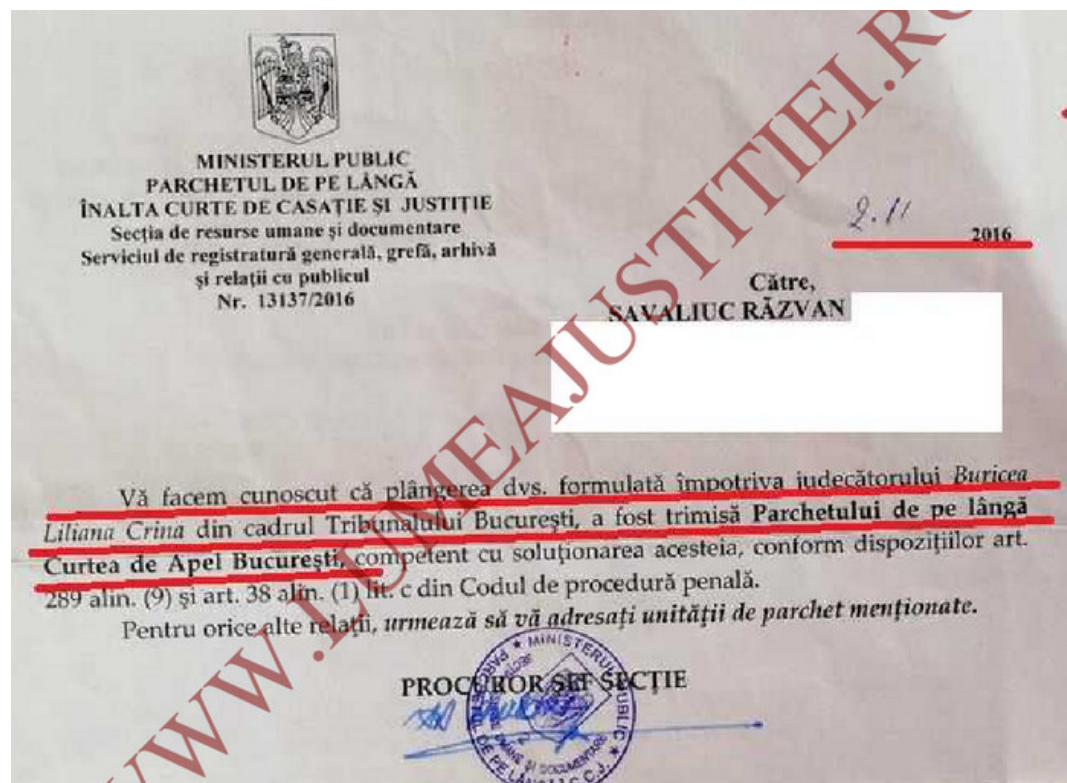 MINISTERUL PUBLIC
PARCHETUL DE PE LÂNGĂ
ÎNALTA CURTE DE CASAȚIE ȘI JUSTIȚIE
Secția de resurse umane și documentare
Serviciul de registratură generală, grefă, arhivă
și relații cu publicul
Nr. 13137/2016
2.11 2016
Către,
SAVALIUC RĂZVAN
Vă facem cunoscut că plângerea dvs. formulată împotriva judecătorului Buricea
Liliana Crina din cadrul Tribunalului București, a fost trimisă Parchetului de pe lângă
Curtea de Apel București, competent cu soluționarea acesteia, conform dispozițiilor art.
289 alin. (9) și art. 38 alin. (1) lit. c din Codul de procedură penală.
Pentru orice alte relații, urmează să vă adresați unității de parchet menționate.
PROCUROR ȘEF SECȚIE
WWW.LUMEAJUSTITIEI.RO